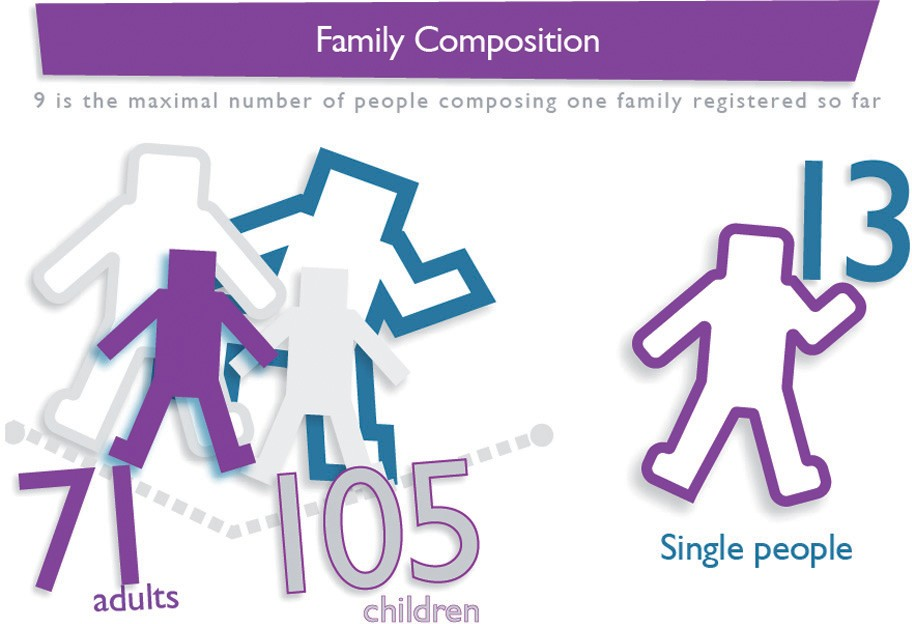 Family Composition
9 is the maximal number of people composing one family registered so far
13
71
adults
105
children
Single people